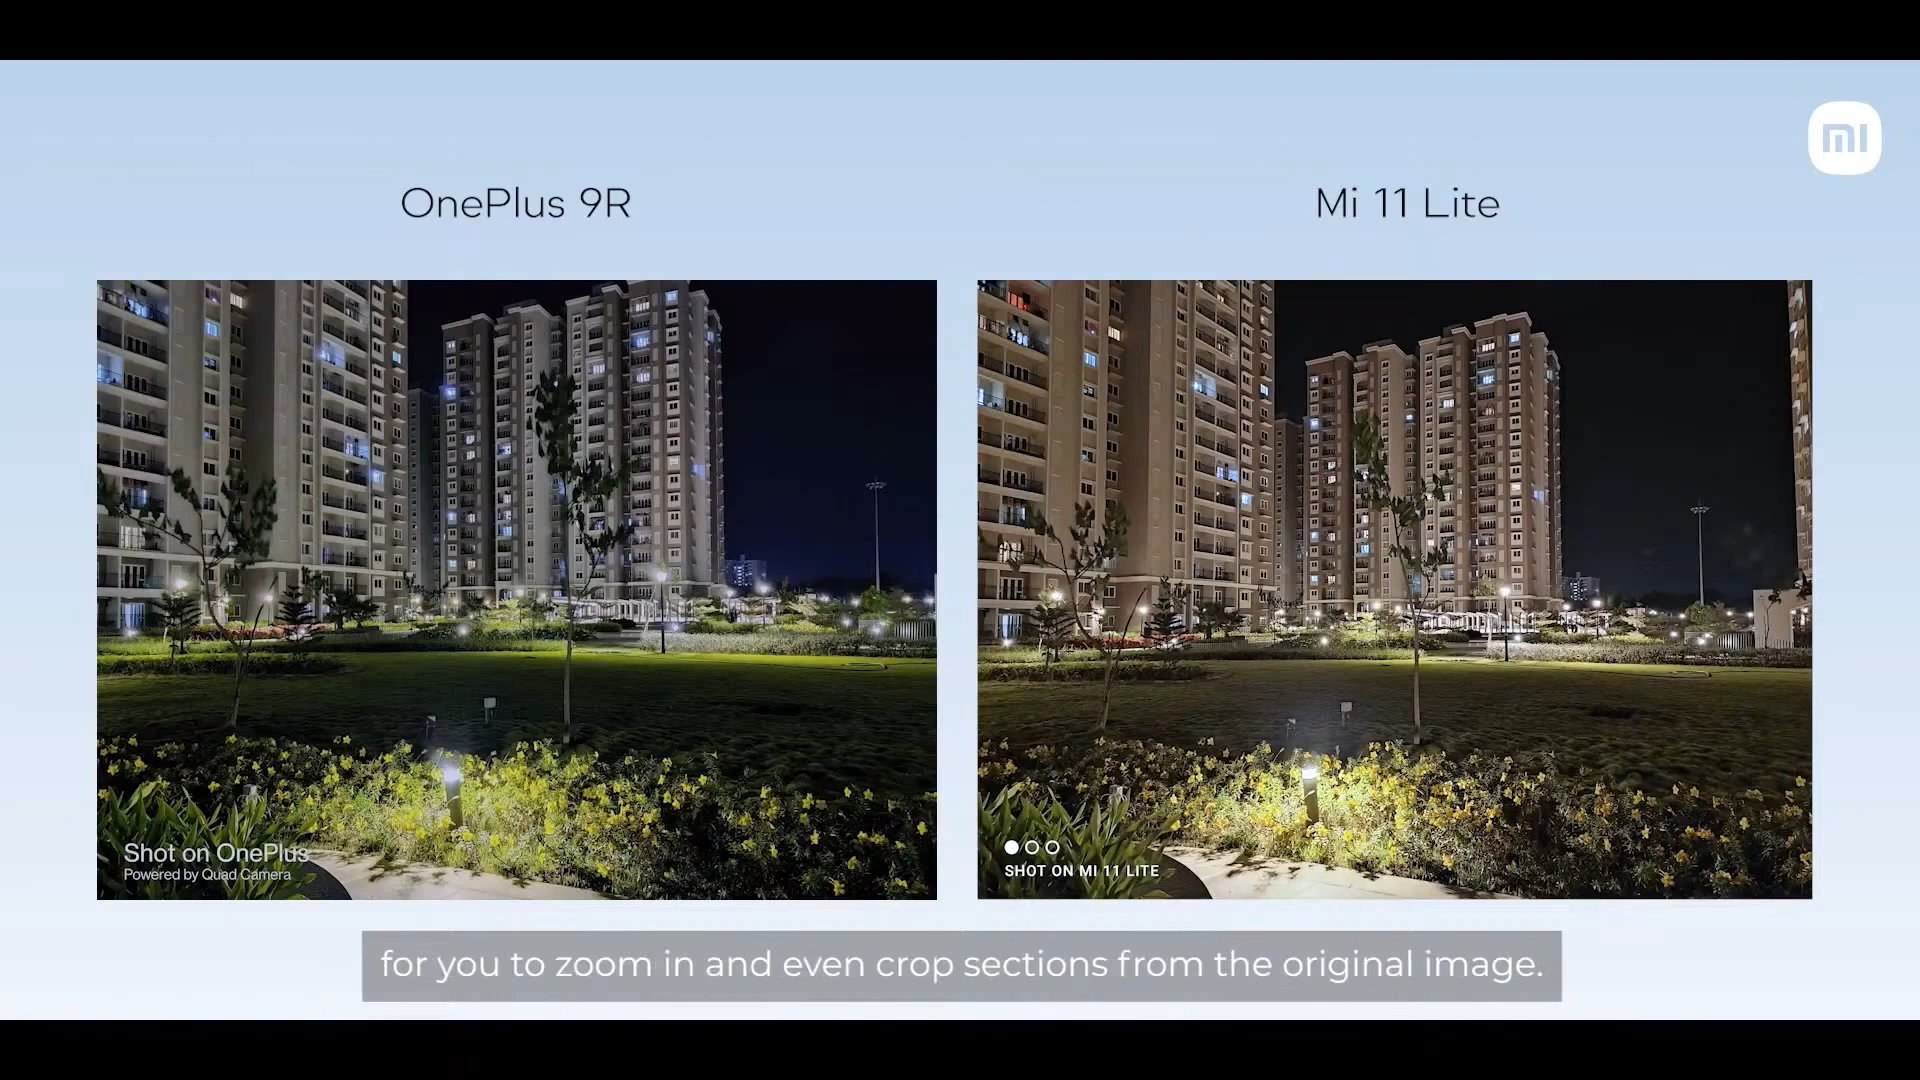 mi
OnePlus 9R
Mi 11 Lite
Shot on OnePlus
Powered by Quad Camera
SHOT ON MI 11 LITE
for you to zoom in and even crop sections from the original image.